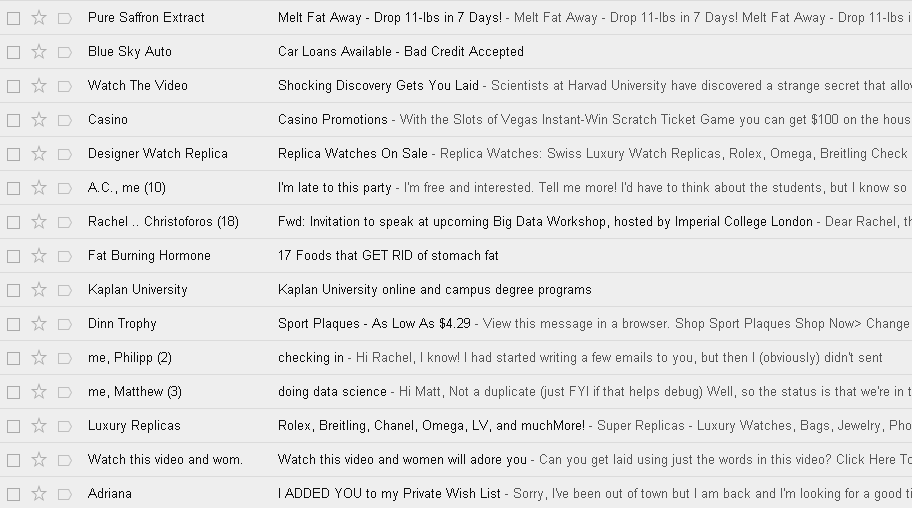 Pure Saffron Extract Melt Fat Away - Drop 11-lbs in 7 Days! - Melt Fat Away - Drop 11-lbs in 7 Days! Melt Fat Away - Drop 11-lbs i
Blue Sky Auto Car Loans Available - Bad Credit Accepted
Watch The Video Shocking Discovery Gets You Laid - Scientists at Harvad University have discovered a strange secret that allo
Casino Casino Promotions - With the Slots of Vegas Instant-Win Scratch Ticket Game you can get $100 on the hous
Designer Watch Replica Replica Watches On Sale - Replica Watches: Swiss Luxury Watch Replicas, Rolex, Omega, Breitling Check
A.C., me (10) I'm late to this party - I'm free and interested. Tell me more! I'd have to think about the students, but I know so
Rachel .. Christoforos (18) Fwd: Invitation to speak at upcoming Big Data Workshop, hosted by Imperial College London - Dear Rachel, th
Fat Burning Hormone 17 Foods that GET RID of stomach fat
Kaplan University Kaplan University online and campus degree programs
Dinn Trophy Sport Plaques - As Low As $4.29 - View this message in a browser. Shop Sport Plaques Shop Now> Change
me, Philipp (2) checking in - Hi Rachel, I know! I had started writing a few emails to you, but then I (obviously) didn't sent
me, Matthew (3) doing data science - Hi Matt, Not a duplicate (just FYI if that helps debug) Well, so the status is that we're in t
Luxury Replicas Rolex, Breitling, Chanel, Omega, LV, and muchMore! - Super Replicas - Luxury Watches, Bags, Jewelry, Pho
Watch this video and wom. Watch this video and women will adore you - Can you get laid using just the words in this video? Click Here To
Adriana I ADDED YOU to my Private Wish List - Sorry, I've been out of town but I am back and I'm looking for a good ti